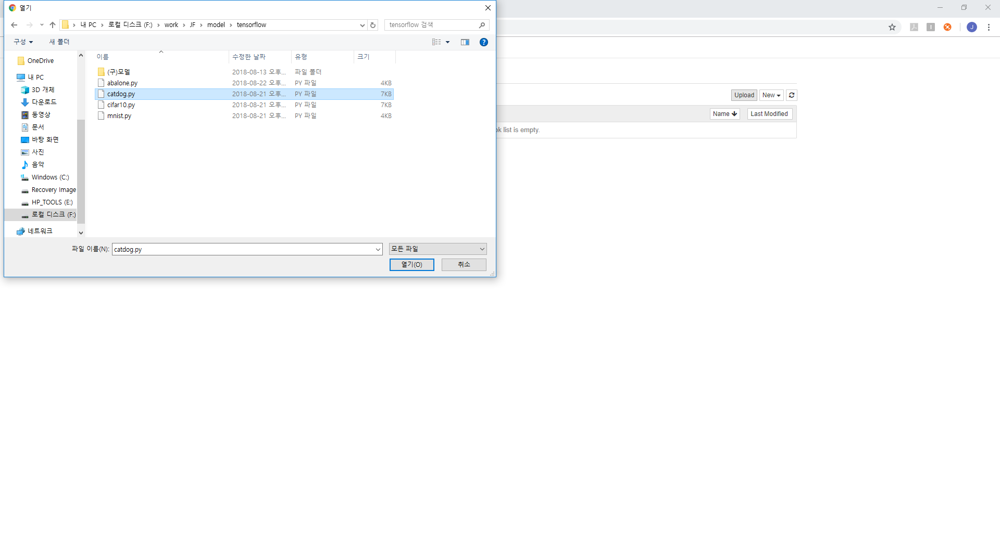 열기
내 PC > 로컬 디스크 (F:) > work > JF > model > tensorflow
tensorflow 검색
J
구성
새 폴더
이름 수정한 날짜 유형 크기
OneDrive
내 PC
3D 개체
다운로드
동영상
문서
바탕 화면
사진
음악
Windows (C:)
Recovery Image
HP_TOOLS (E:)
로컬 디스크 (F:)
네트워크
(구)모델 2018-08-13 오후... 파일 폴더
abalone.py 2018-08-22 오후... PY 파일 4KB
catdog.py 2018-08-21 오후... PY 파일 7KB
cifar10.py 2018-08-21 오후... PY 파일 7KB
mnist.py 2018-08-21 오후... PY 파일 4KB
파일 이름(N): catdog.py 모든 파일
열기(O) 취소
Upload New
Name Last Modified
ok list is empty.